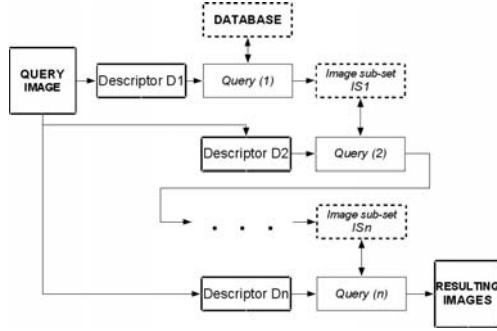 DATABASE
QUERY
IMAGE
Descriptor D1
Query (1)
Image sub-set
IS1
Descriptor D2
Query (2)
. . .
Image sub-set
ISn
Descriptor Dn
Query (n)
RESULTING
IMAGES